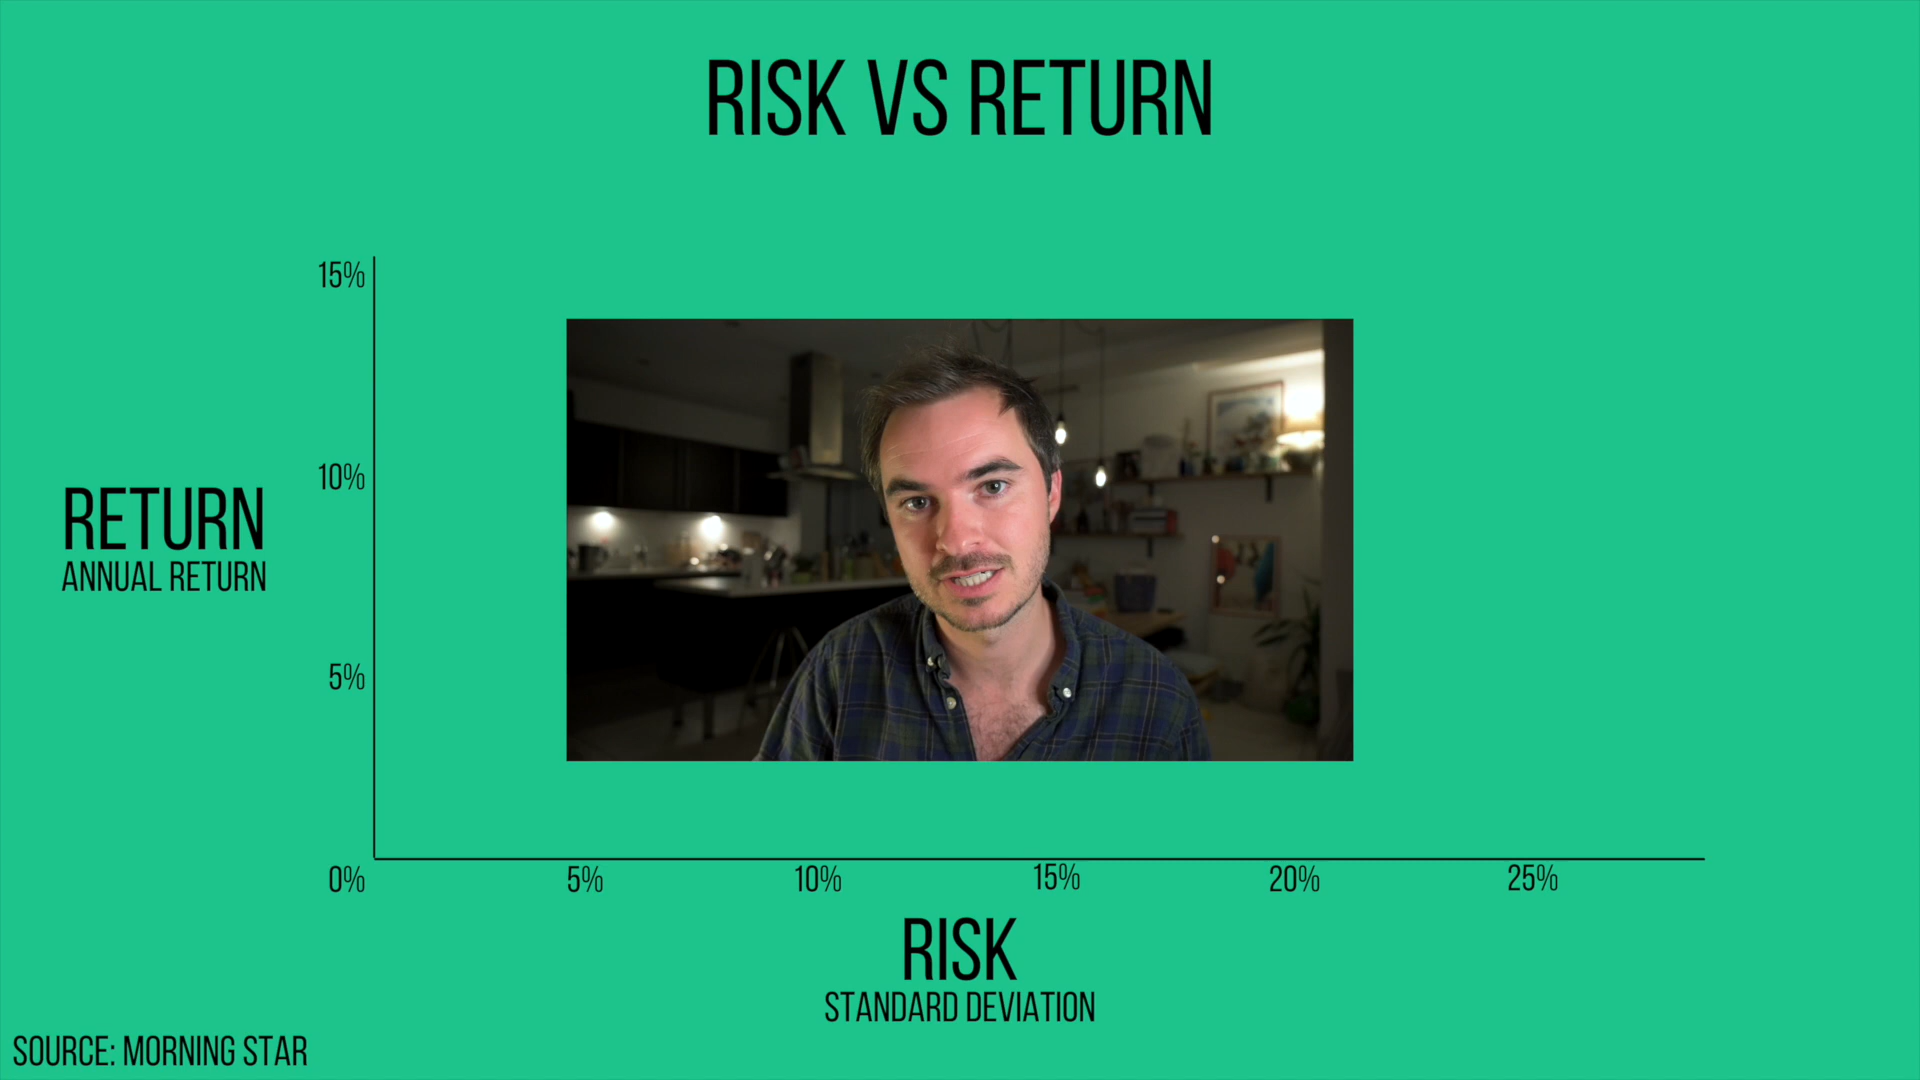 RISK VS RETURN
15%
10%
RETURN
ANNUAL RETURN
5%
0%
5%
10%
15%
20%
25%
RISK
STANDARD DEVIATION
SOURCE: MORNING STAR